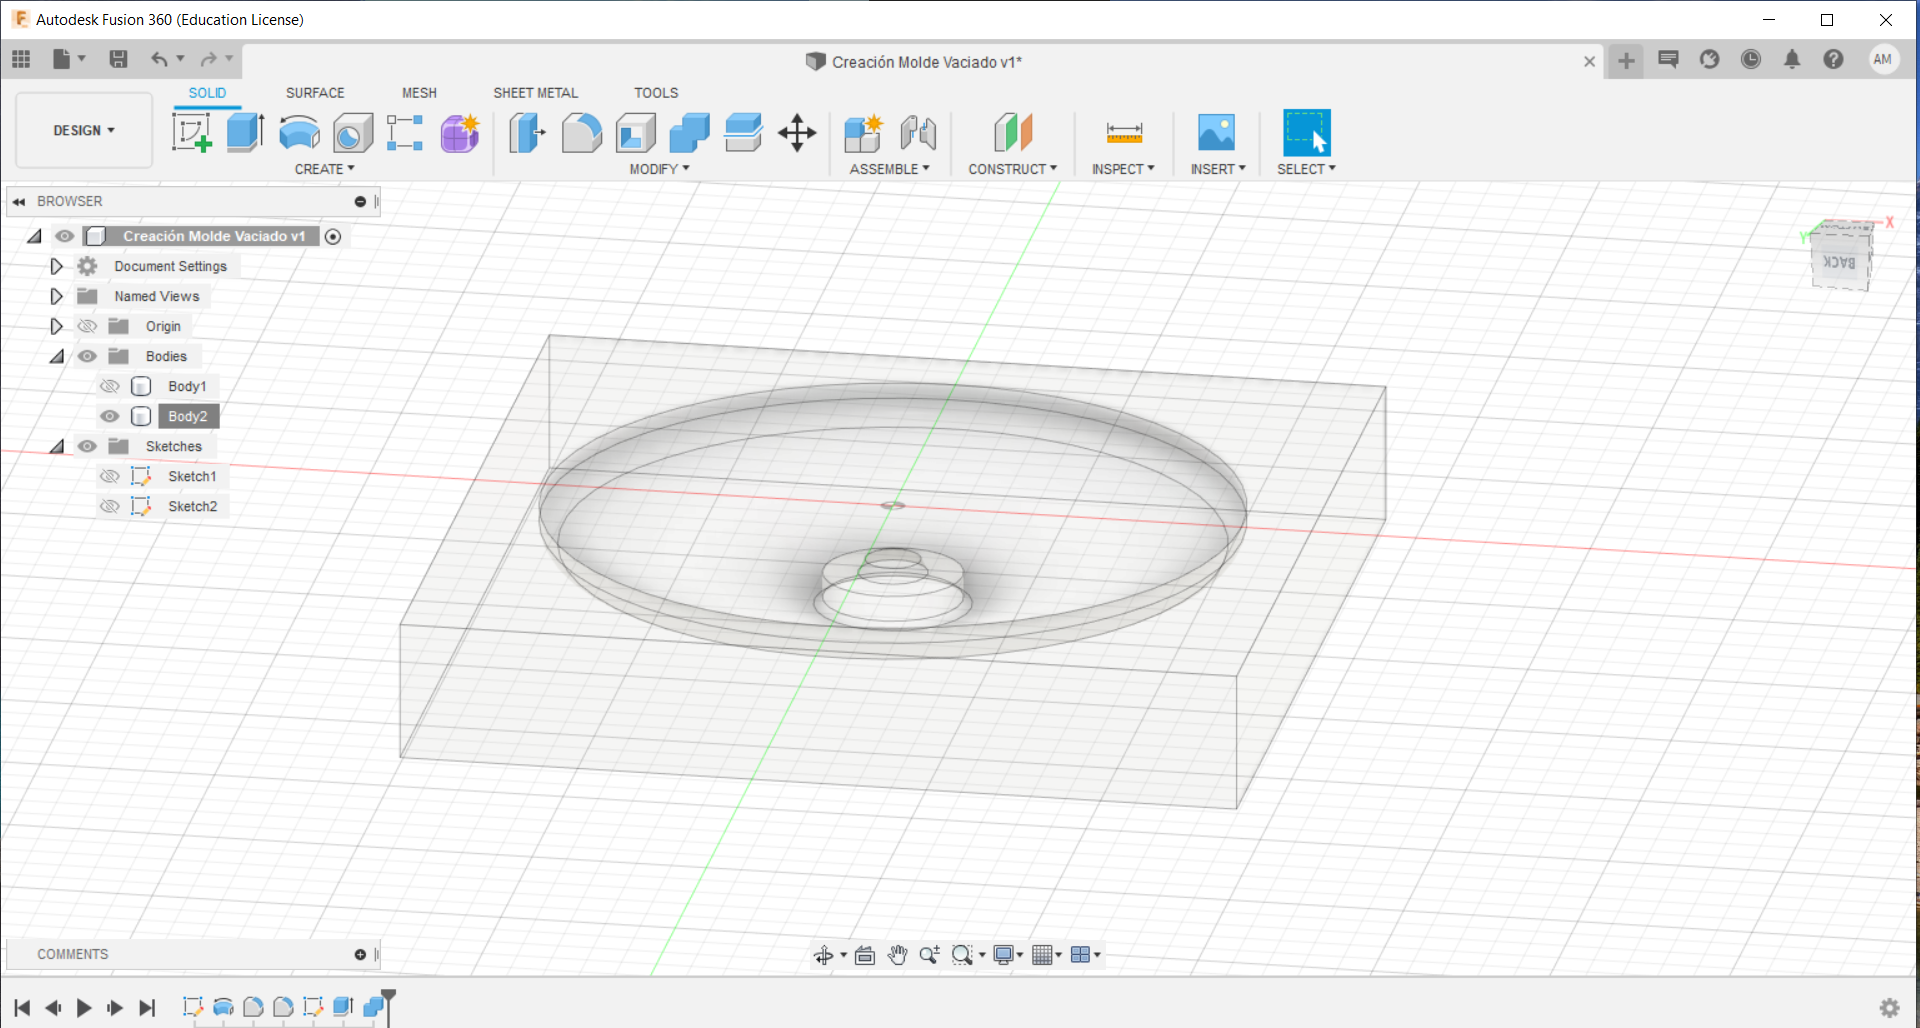 Autodesk Fusion 360 (Education License)
Creación Molde Vaciado v1*
AM
SOLID SURFACE MESH SHEET METAL TOOLS
DESIGN
CREATE MODIFY ASSEMBLE CONSTRUCT INSPECT INSERT SELECT
BROWSER
Creación Molde Vaciado v1
Document Settings
Named Views
Origin
Bodies
Body1
Body2
Sketches
Sketch1
Sketch2
X
Y
BACK
COMMENTS